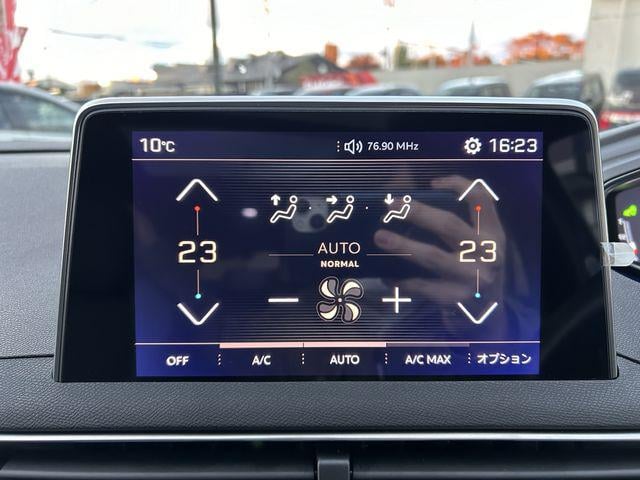 10°C 76.90 MHz 16:23
23 AUTO 23
NORMAL
OFF A/C AUTO A/C MAX オプション